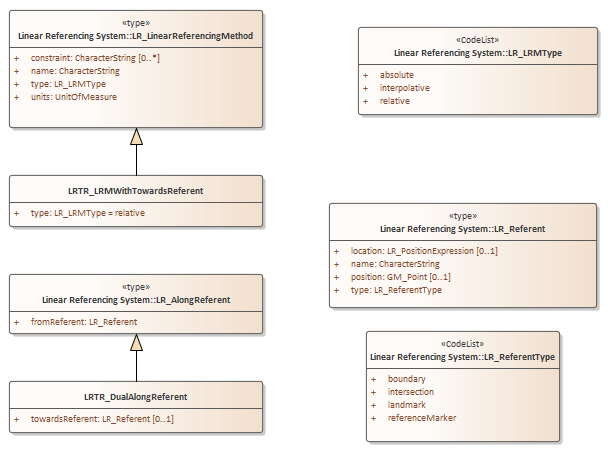 «type»
Linear Referencing System::LR_LinearReferencingMethod
+ constraint: CharacterString [0..*]
+ name: CharacterString
+ type: LR_LRMType
+ units: UnitOfMeasure
«CodeList»
Linear Referencing System::LR_LRMType
+ absolute
+ interpolative
+ relative
LRTR_LRMWithTowardsReferent
+ type: LR_LRMType = relative
«type»
Linear Referencing System::LR_Referent
+ location: LR_PositionExpression [0..1]
+ name: CharacterString
+ position: GM_Point [0..1]
+ type: LR_ReferentType
«type»
Linear Referencing System::LR_AlongReferent
+ fromReferent: LR_Referent
«CodeList»
Linear Referencing System::LR_ReferentType
+ boundary
+ intersection
+ landmark
+ referenceMarker
LRTR_DualAlongReferent
+ towardsReferent: LR_Referent [0..1]